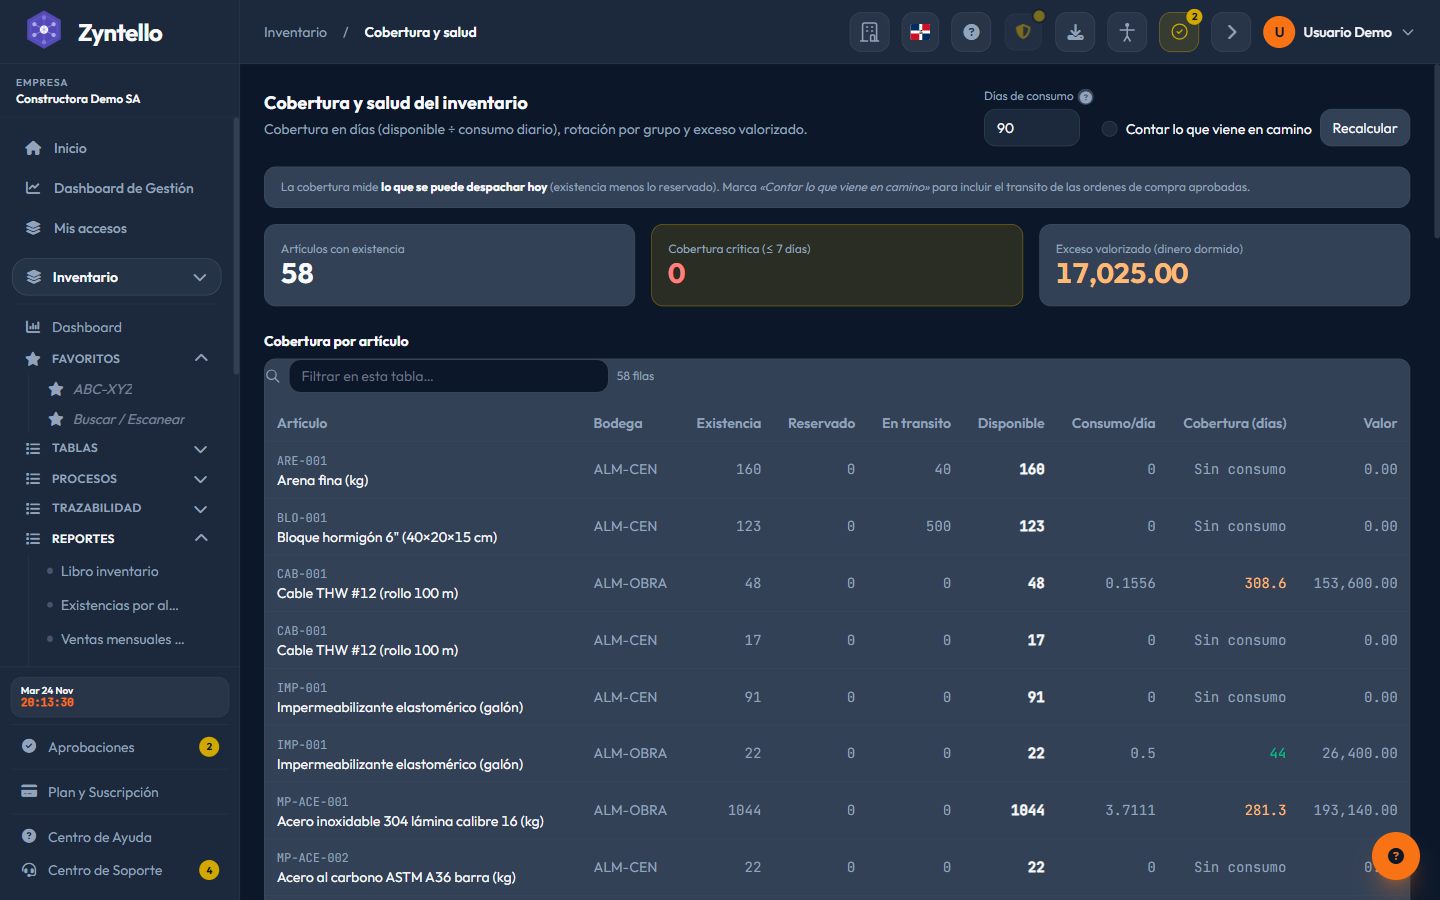 Zyntello
Inventario / Cobertura y salud
2
U
Usuario Demo
EMPRESA
Constructora Demo SA
Inicio
Dashboard de Gestión
Mis accesos
Inventario
Dashboard
FAVORITOS
ABC-XYZ
Buscar / Escanear
TABLAS
PROCESOS
TRAZABILIDAD
REPORTES
Libro inventario
Existencias por al...
Ventas mensuales ...
Mar 24 Nov
20:13:30
Aprobaciones 2
Plan y Suscripción
Centro de Ayuda
Centro de Soporte 4
Cobertura y salud del inventario
Cobertura en días (disponible ÷ consumo diario), rotación por grupo y exceso valorizado.
Días de consumo ?
90
Contar lo que viene en camino
Recalcular
La cobertura mide lo que se puede despachar hoy (existencia menos lo reservado). Marca «Contar lo que viene en camino» para incluir el transito de las ordenes de compra aprobadas.
Artículos con existencia
58
Cobertura crítica (≤ 7 días)
0
Exceso valorizado (dinero dormido)
17,025.00
Cobertura por artículo
Filtrar en esta tabla...
58 filas
Artículo Bodega Existencia Reservado En transito Disponible Consumo/día Cobertura (días) Valor
ARE-001
Arena fina (kg) ALM-CEN 160 0 40 160 0 Sin consumo 0.00
BLO-001
Bloque hormigón 6" (40×20×15 cm) ALM-CEN 123 0 500 123 0 Sin consumo 0.00
CAB-001
Cable THW #12 (rollo 100 m) ALM-OBRA 48 0 0 48 0.1556 308.6 153,600.00
CAB-001
Cable THW #12 (rollo 100 m) ALM-CEN 17 0 0 17 0 Sin consumo 0.00
IMP-001
Impermeabilizante elastomérico (galón) ALM-CEN 91 0 0 91 0 Sin consumo 0.00
IMP-001
Impermeabilizante elastomérico (galón) ALM-OBRA 22 0 0 22 0.5 44 26,400.00
MP-ACE-001
Acero inoxidable 304 lámina calibre 16 (kg) ALM-OBRA 1044 0 0 1044 3.7111 281.3 193,140.00
MP-ACE-002
Acero al carbono ASTM A36 barra (kg) ALM-CEN 22 0 0 22 0 Sin consumo